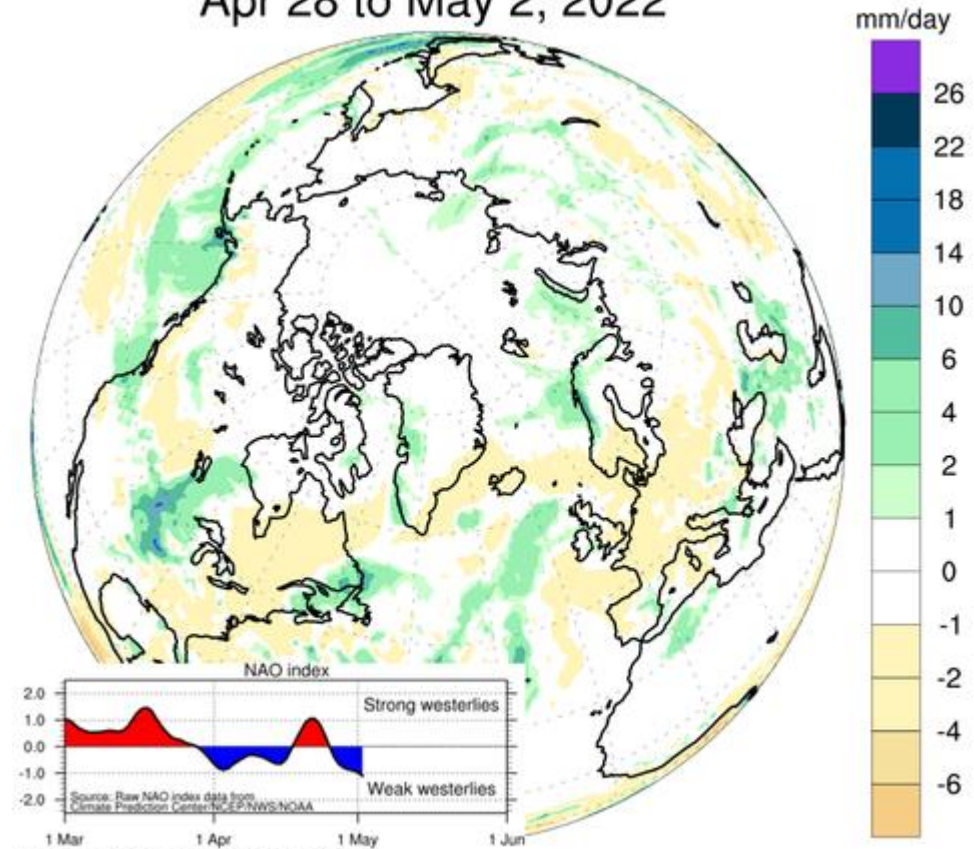 Apr 28 to May 2, 2022
mm/day
26
22
18
14
10
6
4
2
1
0
-1
-2
-4
-6
NAO index
2.0
1.0
0.0
-1.0
-2.0
Strong westerlies
Weak westerlies
Source: Raw NAO index data from
Climate Prediction Center/NCEP/NWS/NOAA
1 Mar
1 Apr
1 May
1 Jun